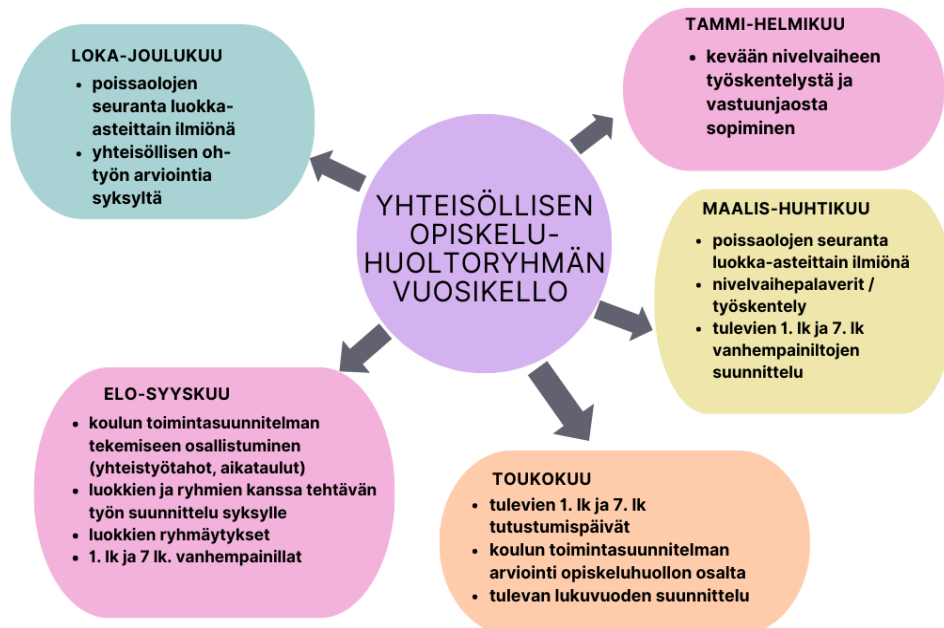 YHTEISÖLLISEN
OPISKELU-
HUOLTORYHMÄN
VUOSIKELLO
TAMMI-HELMIKUU
• kevään nivelvaiheen
työskentelystä ja
vastuunjaosta
sopiminen
MAALIS-HUHTIKUU
• poissaolojen seuranta
luokka-asteittain ilmiönä
• nivelvaihepalaverit /
työskentely
• tulevien 1. lk ja 7. lk
vanhempainiltojen
suunnittelu
TOUKOKUU
• tulevien 1. lk ja 7. lk
tutustumispäivät
• koulun toimintasuunnitelman
arviointi opiskeluhuollon osalta
• tulevan lukuvuoden suunnittelu
ELO-SYYSKUU
• koulun toimintasuunnitelman
tekemiseen osallistuminen
(yhteistyötahot, aikataulut)
• luokkien ja ryhmien kanssa tehtävän
työn suunnittelu syksylle
• luokkien ryhmäytykset
• 1. lk ja 7 lk. vanhempainillat
LOKA-JOULUKUU
• poissaolojen
seuranta luokka-
asteittain ilmiönä
• yhteisöllisen oh-
työn arviointia
syksyltä